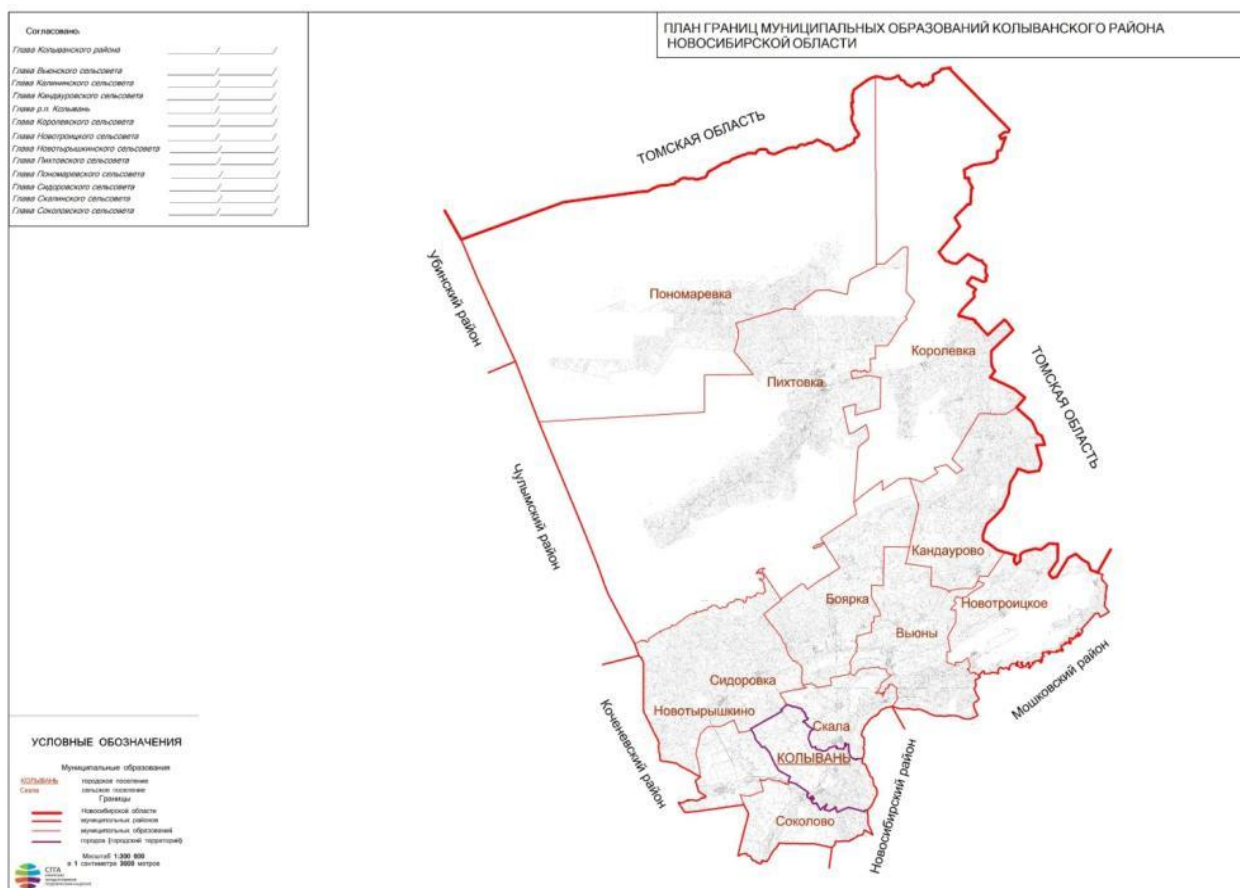 Согласовано:
Глава Колыванского района
Глава Вьюнского сельсовета
Глава Калининского сельсовета
Глава Кандауровского сельсовета
Глава р.п. Колывань
Глава Королевского сельсовета
Глава Новотроицкого сельсовета
Глава Новотырышкинского сельсовета
Глава Пихтовского сельсовета
Глава Пономаревского сельсовета
Глава Сидоровского сельсовета
Глава Скалинского сельсовета
Глава Соколовского сельсовета
ПЛАН ГРАНИЦ МУНИЦИПАЛЬНЫХ ОБРАЗОВАНИЙ КОЛЫВАНСКОГО РАЙОНА
НОВОСИБИРСКОЙ ОБЛАСТИ
ТОМСКАЯ ОБЛАСТЬ
Убинский район
Пономаревка
Королевка
Пихтовка
ТОМСКАЯ ОБЛАСТЬ
Чулымский район
Кандаурово
Боярка
Новотроицкое
Вьюны
Мошковский район
Сидоровка
Новотырышкино
Скала
Коченевский район
КОЛЫВАНЬ
Новосибирский район
Соколово
УСЛОВНЫЕ ОБОЗНАЧЕНИЯ
Муниципальные образования
КОЛЫВАНЬ городское поселение
Скала сельское поселение
Границы
Новосибирской области
муниципальных районов
муниципальных образований
городов (городский территорий)
Масштаб 1:300 000
в 1 сантиметре 3000 метров
СГГА